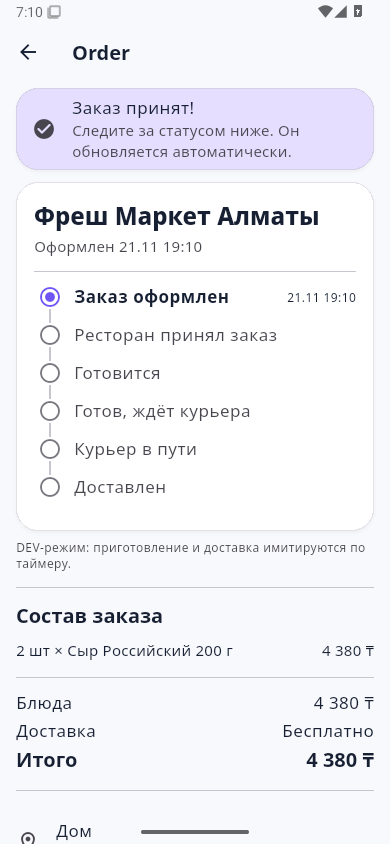 7:10
Order
Заказ принят!
Следите за статусом ниже. Он
обновляется автоматически.
Фреш Маркет Алматы
Оформлен 21.11 19:10
Заказ оформлен 21.11 19:10
Ресторан принял заказ
Готовится
Готов, ждёт курьера
Курьер в пути
Доставлен
DEV-режим: приготовление и доставка имитируются по
таймеру.
Состав заказа
2 шт × Сыр Российский 200 г 4 380 ₸
Блюда 4 380 ₸
Доставка Бесплатно
Итого 4 380 ₸
Дом